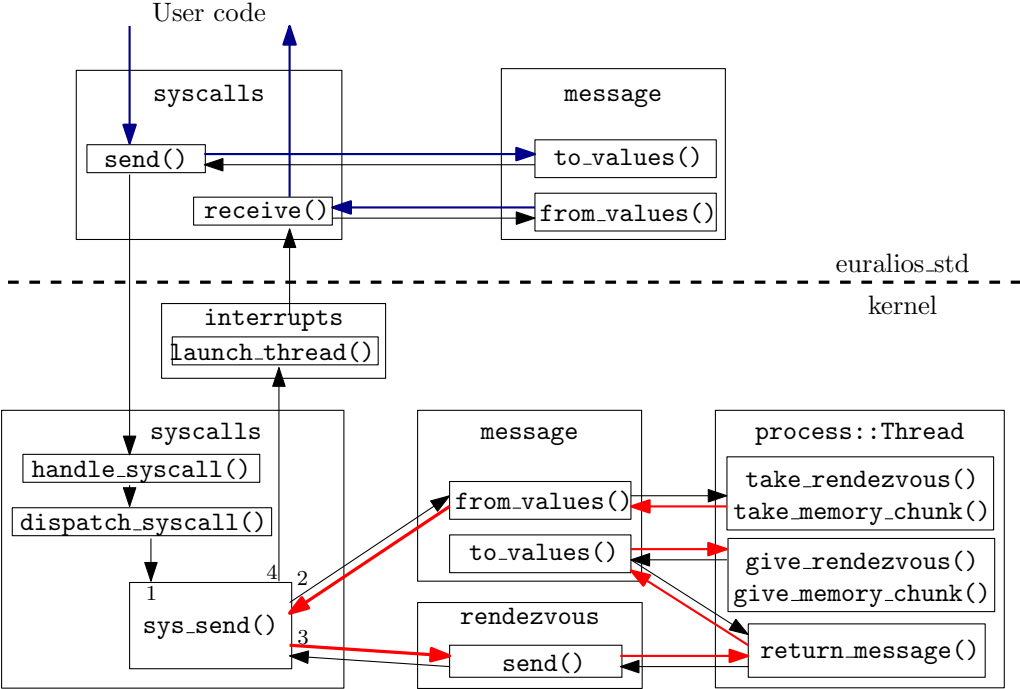 User code
syscalls
message
send()
to_values()
receive()
from_values()
euralios_std
kernel
interrupts
launch_thread()
syscalls
message
process::Thread
handle_syscall()
take_rendezvous()
from_values()
take_memory_chunk()
dispatch_syscall()
to_values()
give_rendezvous()
4
2
1
give_memory_chunk()
rendezvous
sys_send()
3
return_message()
send()